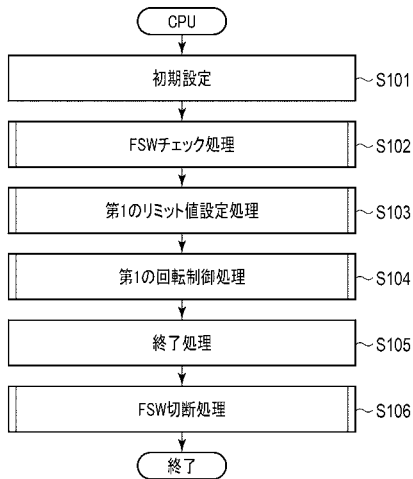 CPU
初期設定 S101
FSWチェック処理 S102
第1のリミット値設定処理 S103
第1の回転制御処理 S104
終了処理 S105
FSW切断処理 S106
終了